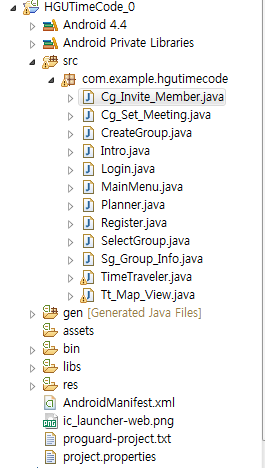 HGUTimeCode_0
Android 4.4
Android Private Libraries
src
com.example.hgutimecode
Cg_Invite_Member.java
Cg_Set_Meeting.java
CreateGroup.java
Intro.java
Login.java
MainMenu.java
Planner.java
Register.java
SelectGroup.java
Sg_Group_Info.java
TimeTraveler.java
Tt_Map_View.java
gen [Generated Java Files]
assets
bin
libs
res
AndroidManifest.xml
ic_launcher-web.png
proguard-project.txt
project.properties